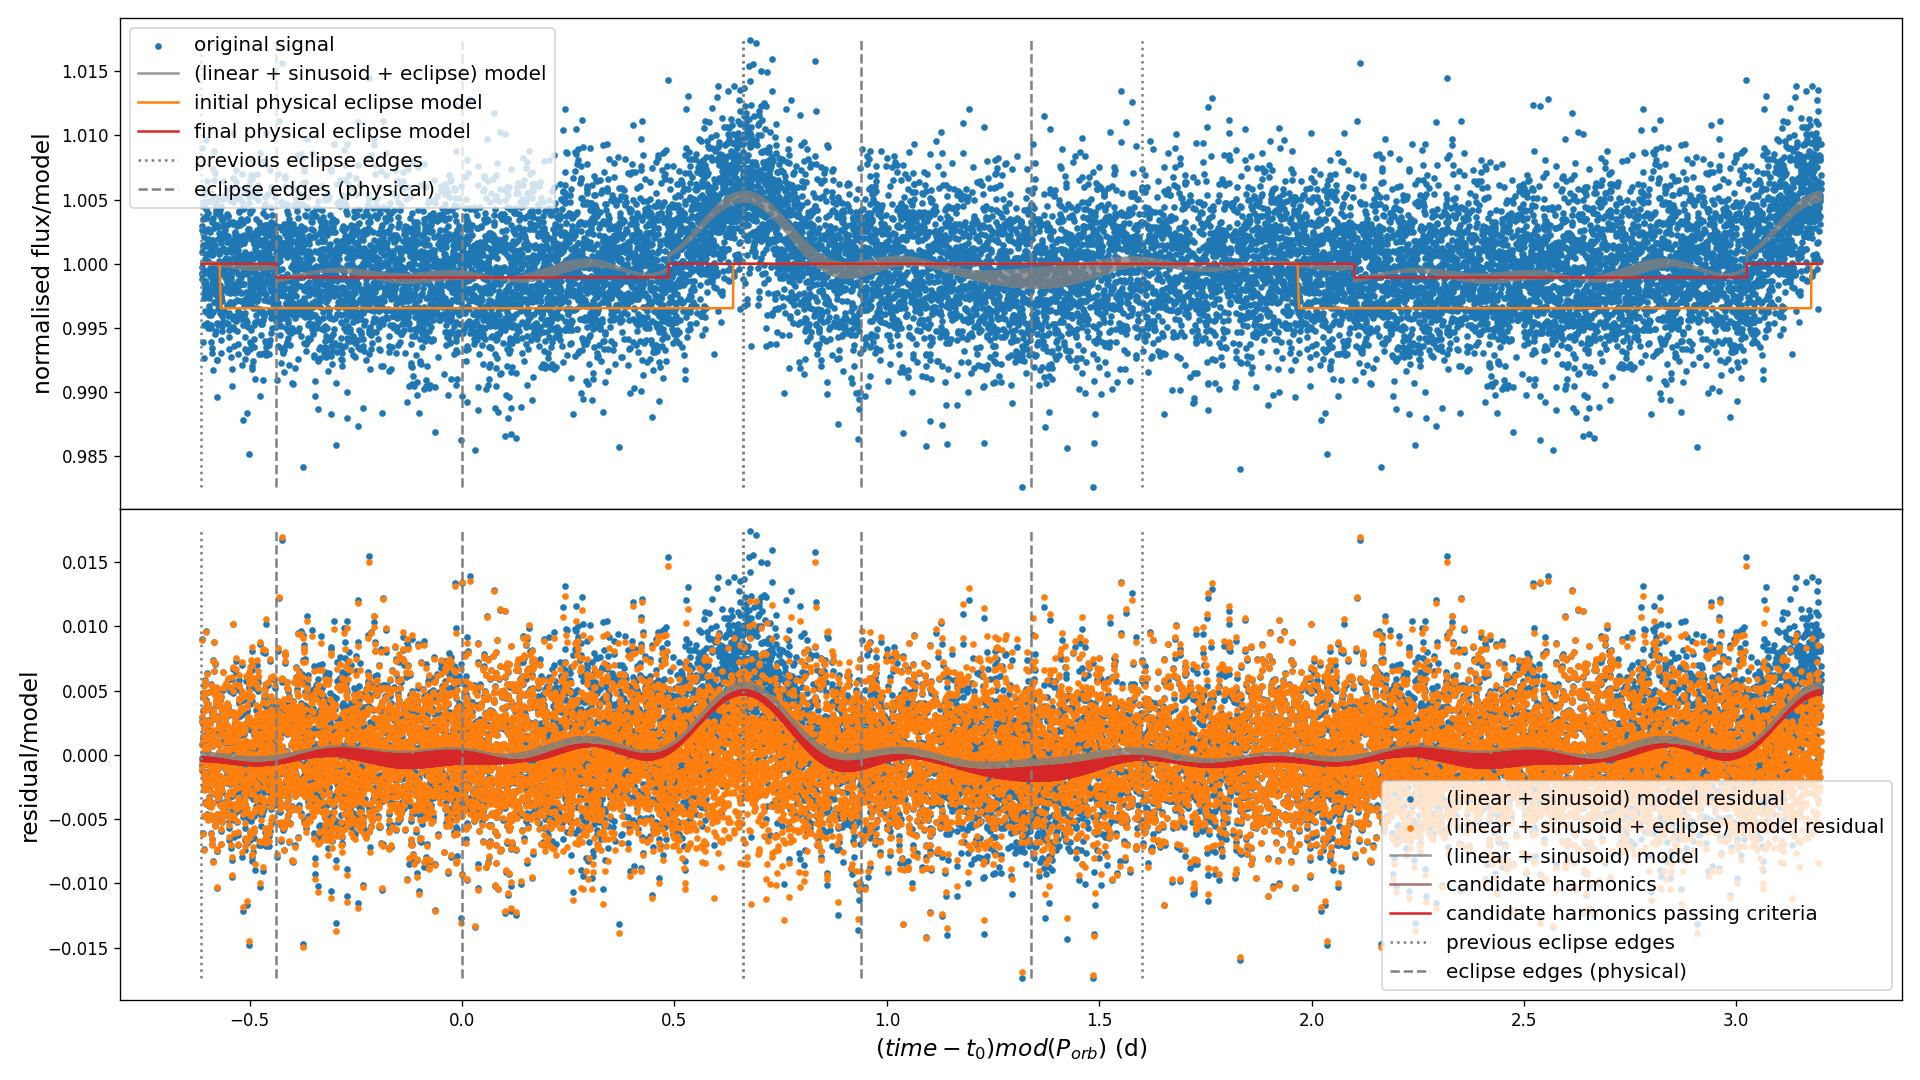 original signal
(linear + sinusoid + eclipse) model
initial physical eclipse model
final physical eclipse model
previous eclipse edges
eclipse edges (physical)
normalised flux/model
1.015
1.010
1.005
1.000
0.995
0.990
0.985
residual/model
0.015
0.010
0.005
0.000
−0.005
−0.010
−0.015
(linear + sinusoid) model residual
(linear + sinusoid + eclipse) model residual
(linear + sinusoid) model
candidate harmonics
candidate harmonics passing criteria
previous eclipse edges
eclipse edges (physical)
−0.5 0.0 0.5 1.0 1.5 2.0 2.5 3.0
(time − t₀)mod(Pₒᵣb) (d)